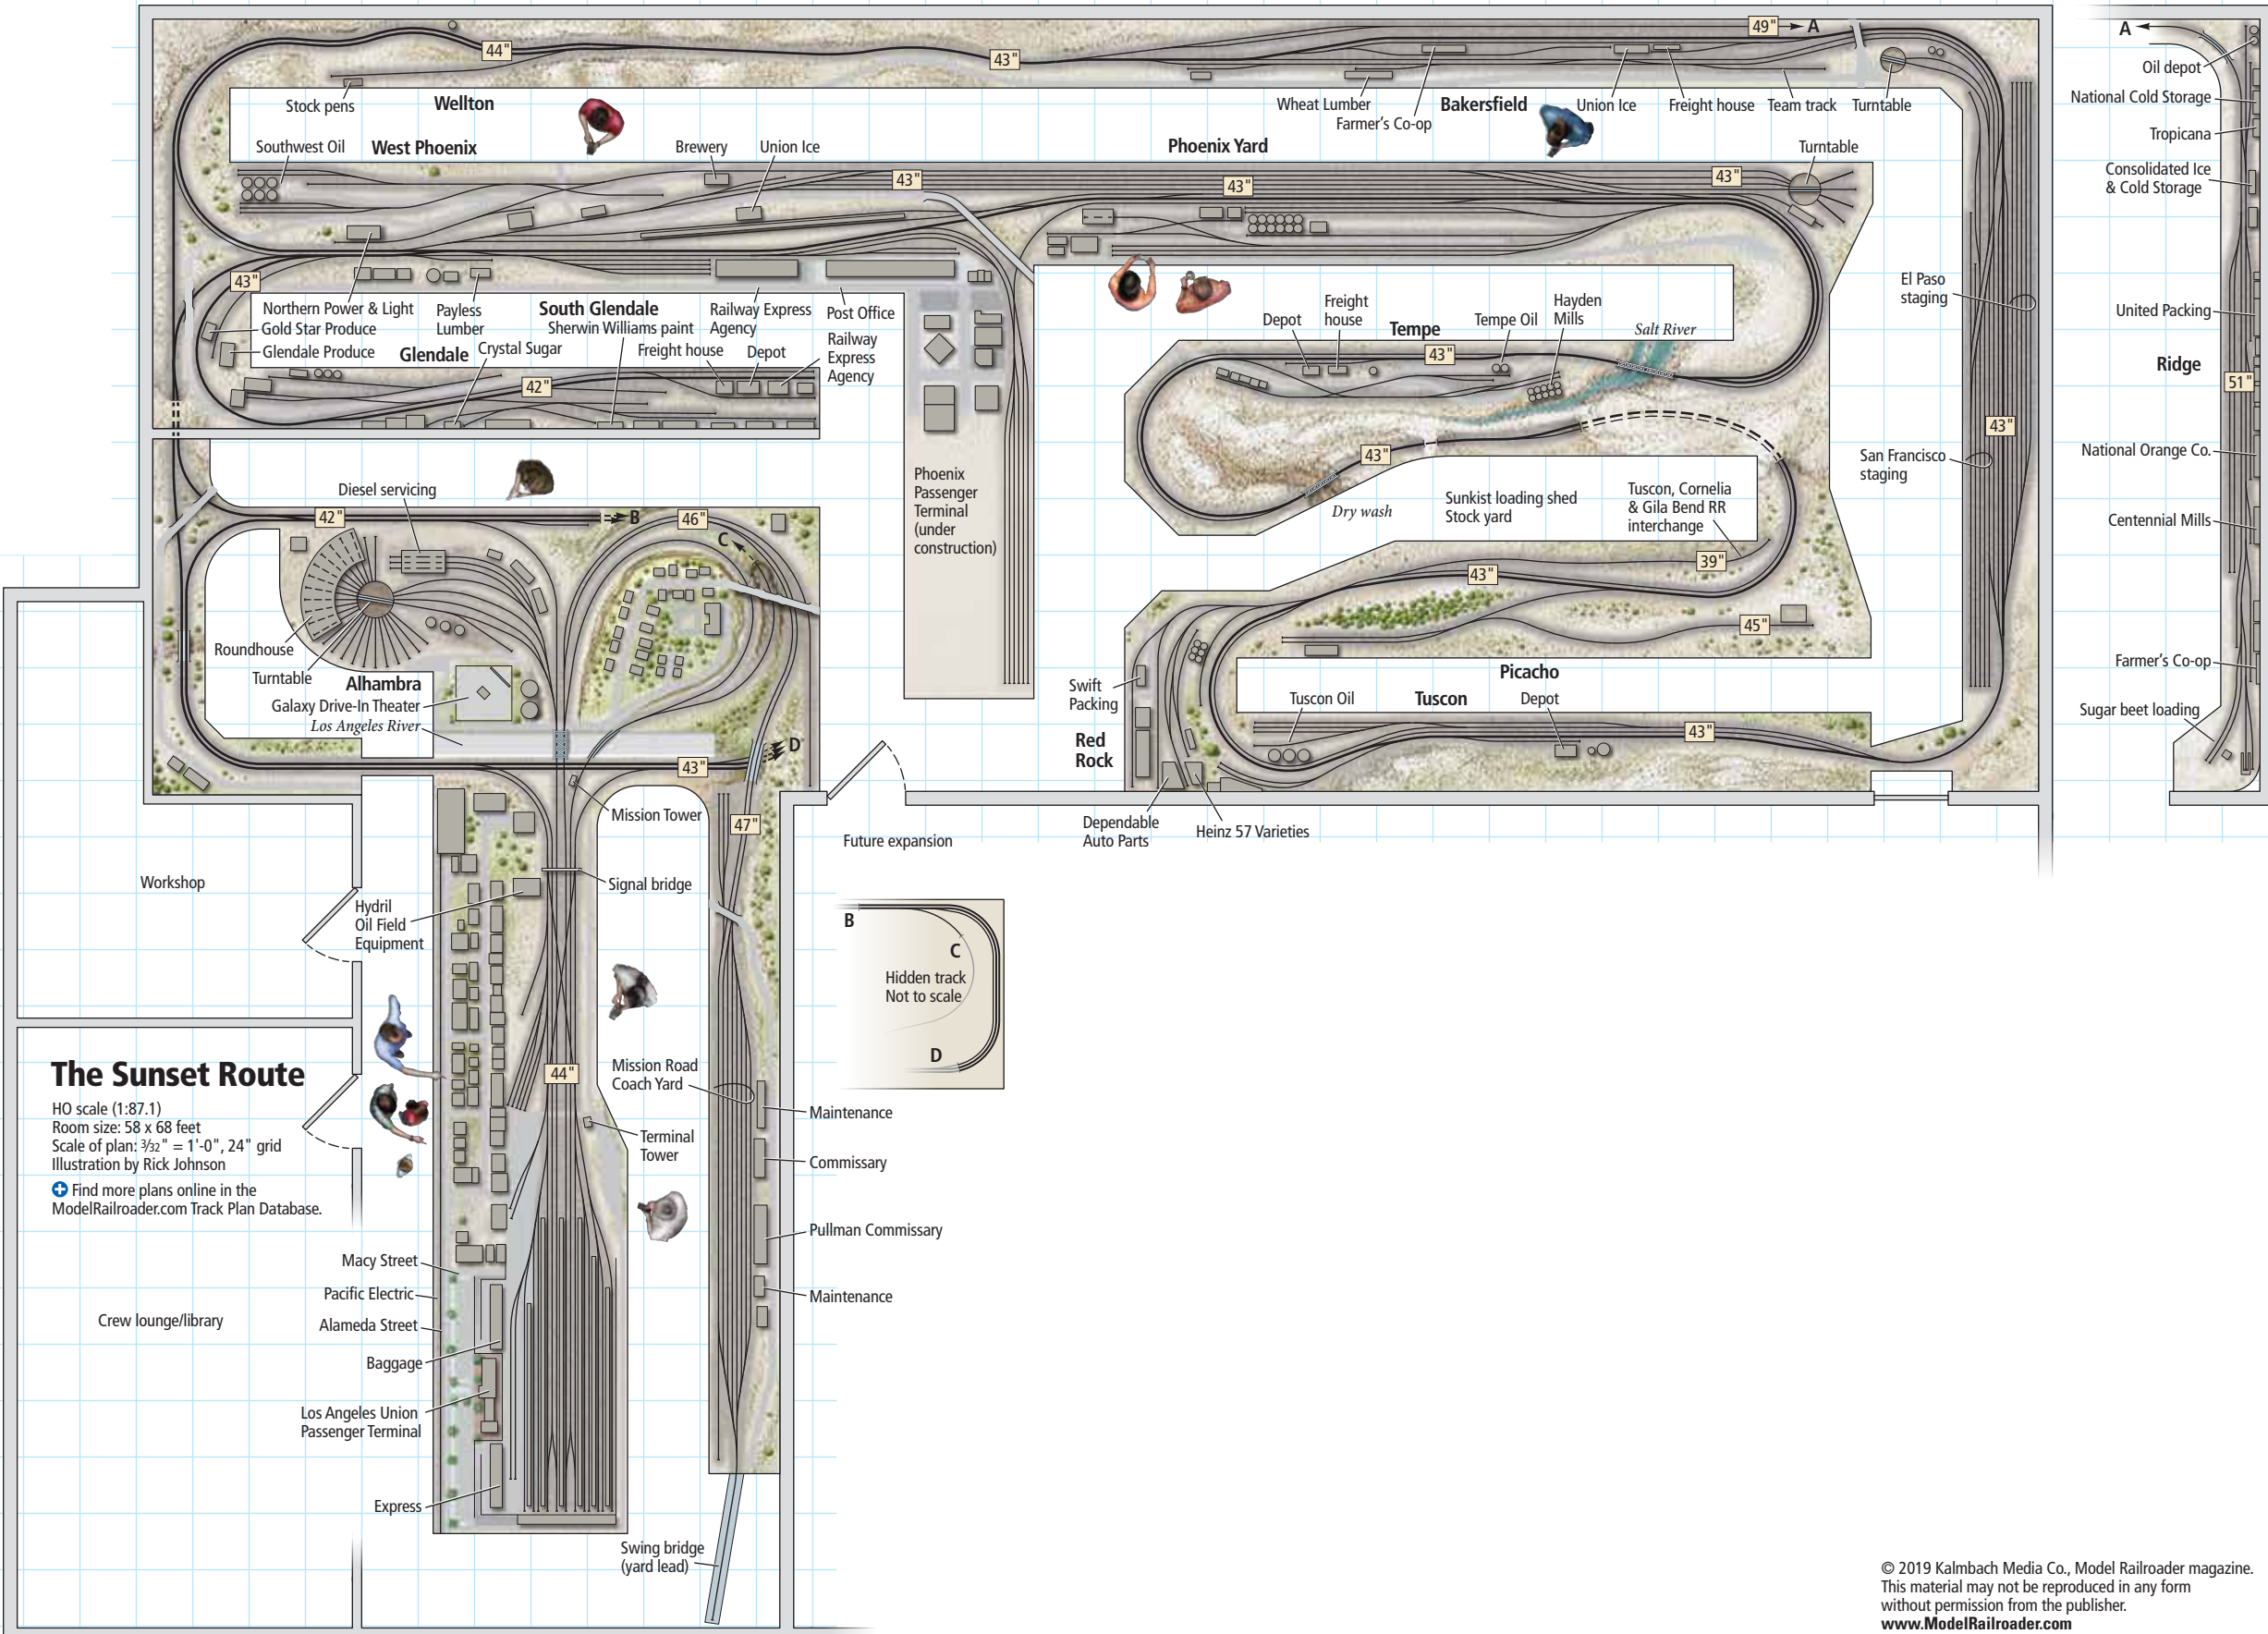 44"
43"
49"
A
Stock pens
Wellton
Wheat Lumber
Farmer's Co-op
Bakersfield
Union Ice
Freight house
Team track
Turntable
Southwest Oil
West Phoenix
Brewery
Union Ice
Phoenix Yard
Turntable
43"
43"
43"
43"
Northern Power & Light
Gold Star Produce
Glendale Produce
Payless
Lumber
South Glendale
Sherwin Williams paint
Glendale
Crystal Sugar
Freight house
Depot
Railway Express
Agency
Post Office
Railway
Express
Agency
42"
Depot
Freight
house
Tempe
43"
Tempe Oil
Hayden
Mills
Salt River
El Paso
staging
43"
San Francisco
staging
Phoenix
Passenger
Terminal
(under
construction)
43"
Dry wash
Sunkist loading shed
Stock yard
Tuscon, Cornelia
& Gila Bend RR
interchange
39"
43"
45"
Picacho
Swift
Packing
Tuscon Oil
Tuscon
Depot
43"
Red
Rock
Dependable
Auto Parts
Heinz 57 Varieties
Diesel servicing
42"
B
46"
C
Roundhouse
Turntable
Alhambra
Galaxy Drive-In Theater
Los Angeles River
43"
D
Mission Tower
47"
Future expansion
Signal bridge
Workshop
Hydril
Oil Field
Equipment
B
C
Hidden track
Not to scale
D
44"
Mission Road
Coach Yard
Maintenance
Terminal
Tower
Commissary
Pullman Commissary
Maintenance
Macy Street
Pacific Electric
Alameda Street
Baggage
Los Angeles Union
Passenger Terminal
Express
Swing bridge
(yard lead)
Crew lounge/library
The Sunset Route
HO scale (1:87.1)
Room size: 58 x 68 feet
Scale of plan: 3/32" = 1'-0", 24" grid
Illustration by Rick Johnson
Find more plans online in the
ModelRailroader.com Track Plan Database.
A
Oil depot
National Cold Storage
Tropicana
Consolidated Ice
& Cold Storage
United Packing
Ridge
51"
National Orange Co.
Centennial Mills
Farmer's Co-op
Sugar beet loading
© 2019 Kalmbach Media Co., Model Railroader magazine.
This material may not be reproduced in any form
without permission from the publisher.
www.ModelRailroader.com